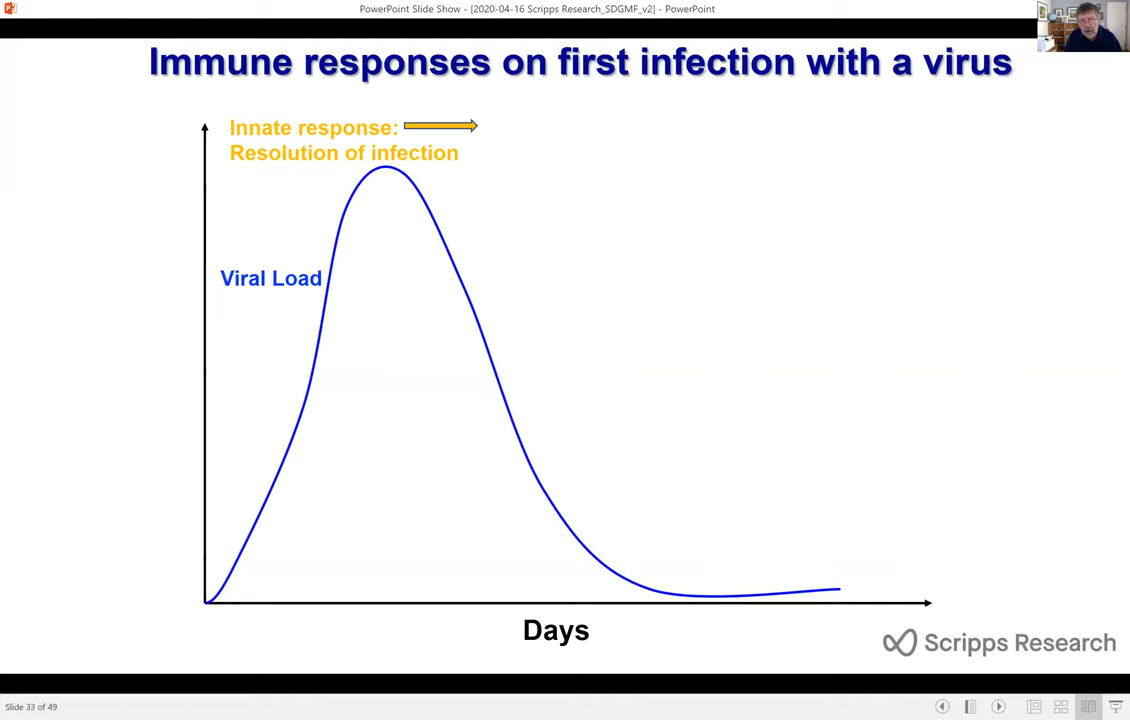 PowerPoint Slide Show - [2020-04-16 Scripps Research_SDGMF_v2] - PowerPoint
Immune responses on first infection with a virus
Innate response:
Resolution of infection
Viral Load
Days
Scripps Research
Slide 33 of 49